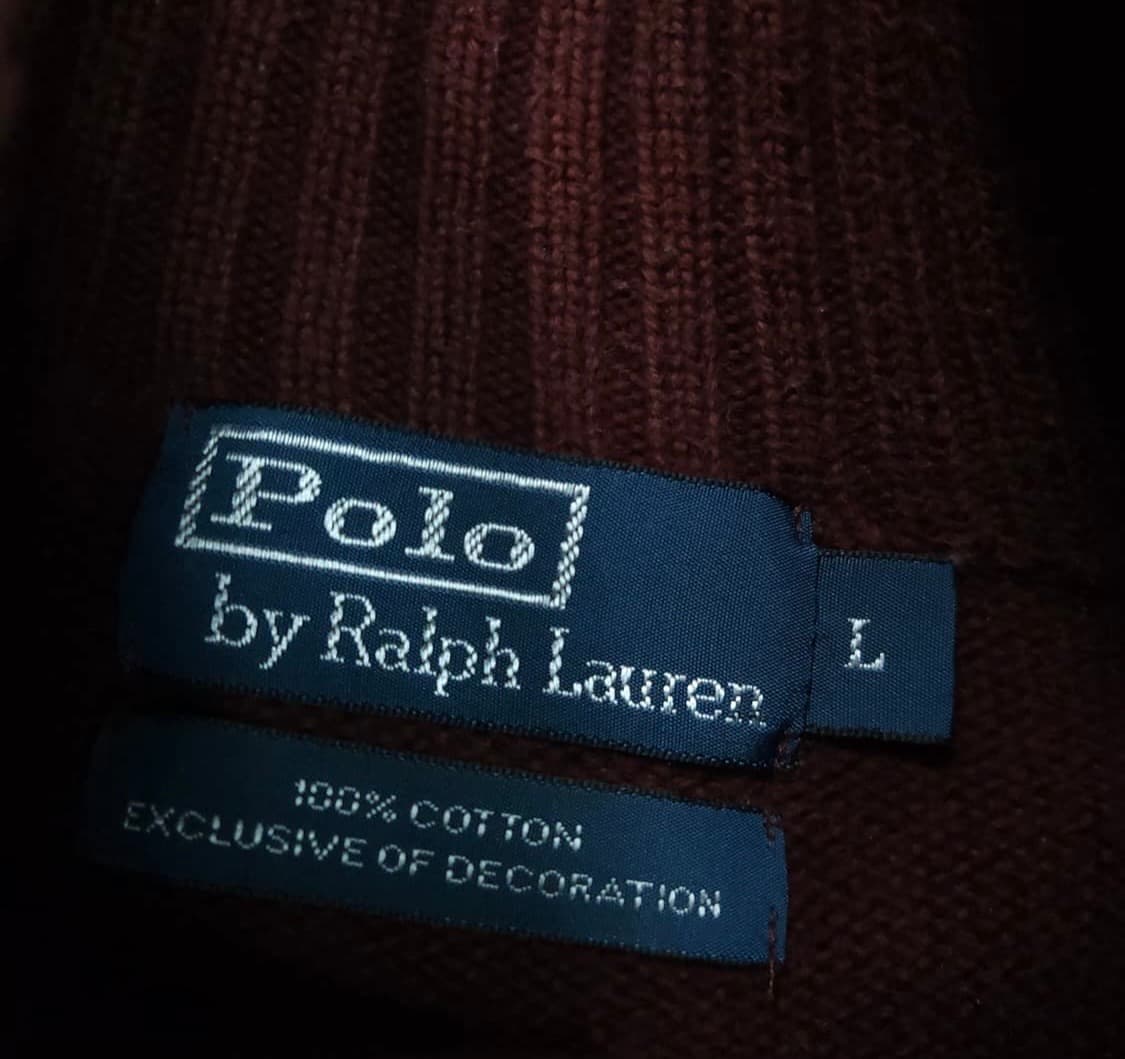 Polo
by Ralph Lauren
L
100% COTTON
EXCLUSIVE OF DECORATION